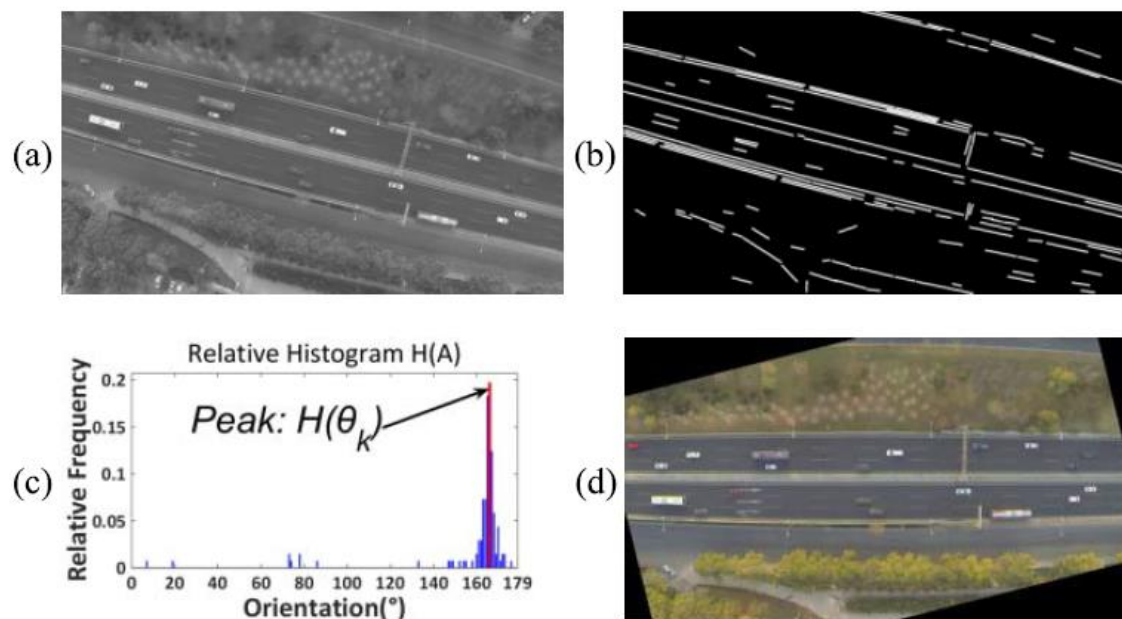 (a)
(b)
(c)
Relative Histogram H(A)
Relative Frequency
0.2
0.15
0.1
0.05
0
Peak: H(θk)
0 20 40 60 80 100 120 140 160 179
Orientation(°)
(d)